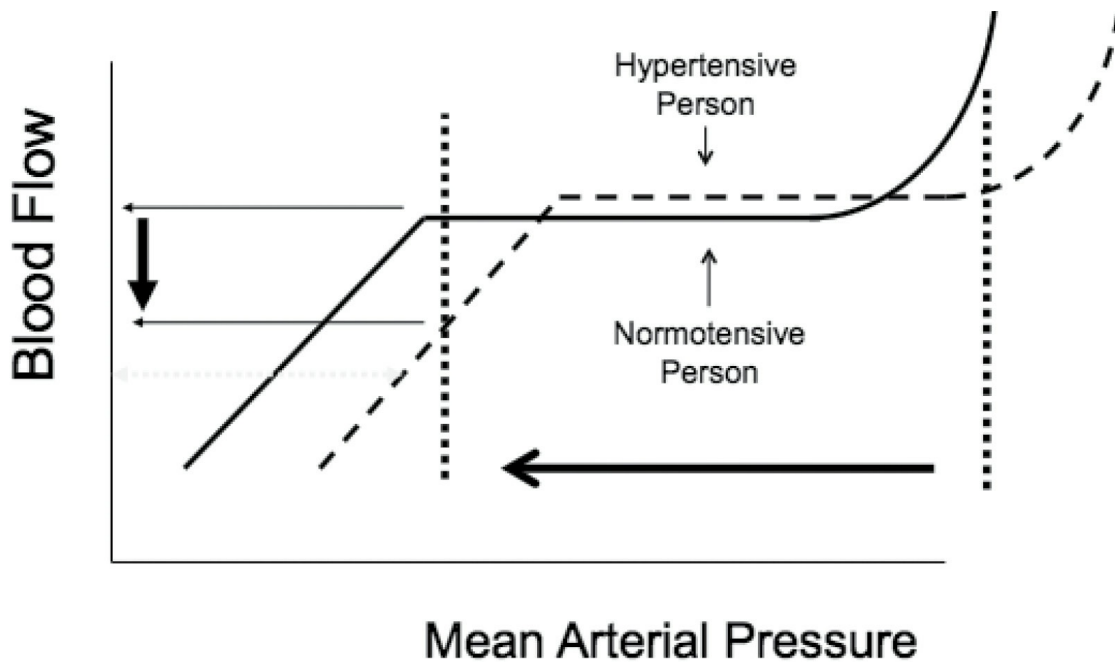 Hypertensive
Person
Blood Flow
Normotensive
Person
Mean Arterial Pressure